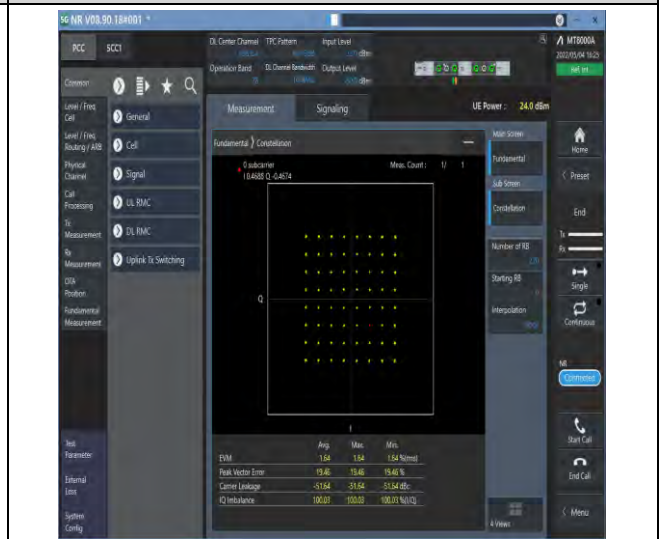 5G NR V08.90.18#001 *
PCC
SCC1
DL Center Channel
TPC Pattern
Input Level
Operation Band
DL Channel Bandwidth
Output Level
MT8000A
2022/05/04 16:25
Common
Level / Freq.
Cell
Level / Freq.
Routing / ARB
Physical
Channel
Call
Processing
Tx
Measurement
Rx
Measurement
OTA
Position
Fundamental
Measurement
Test
Parameter
External
Loss
System
Config
General
Cell
Signal
UL RMC
DL RMC
Uplink Tx Switching
Measurement
Signaling
UE Power : 24.0 dBm
Fundamental
Constellation
0 subcarrier
I 0.4688 Q -0.4674
Meas. Count : 1/ 1
Q
I
Avg. Max. Min.
EVM 1.64 1.64 1.64 %(rms)
Peak Vector Error 19.46 19.46 19.46 %
Carrier Leakage -51.64 -51.64 -51.64 dBc
IQ Imbalance 100.03 100.03 100.03 %(I/Q)
Main Screen
Fundamental
Sub Screen
Constellation
Number of RB
Starting RB
Interpolation
4 Views
Home
Preset
End
Tx
Rx
Single
Continuous
NR
Connected
Start Call
End Call
Menu